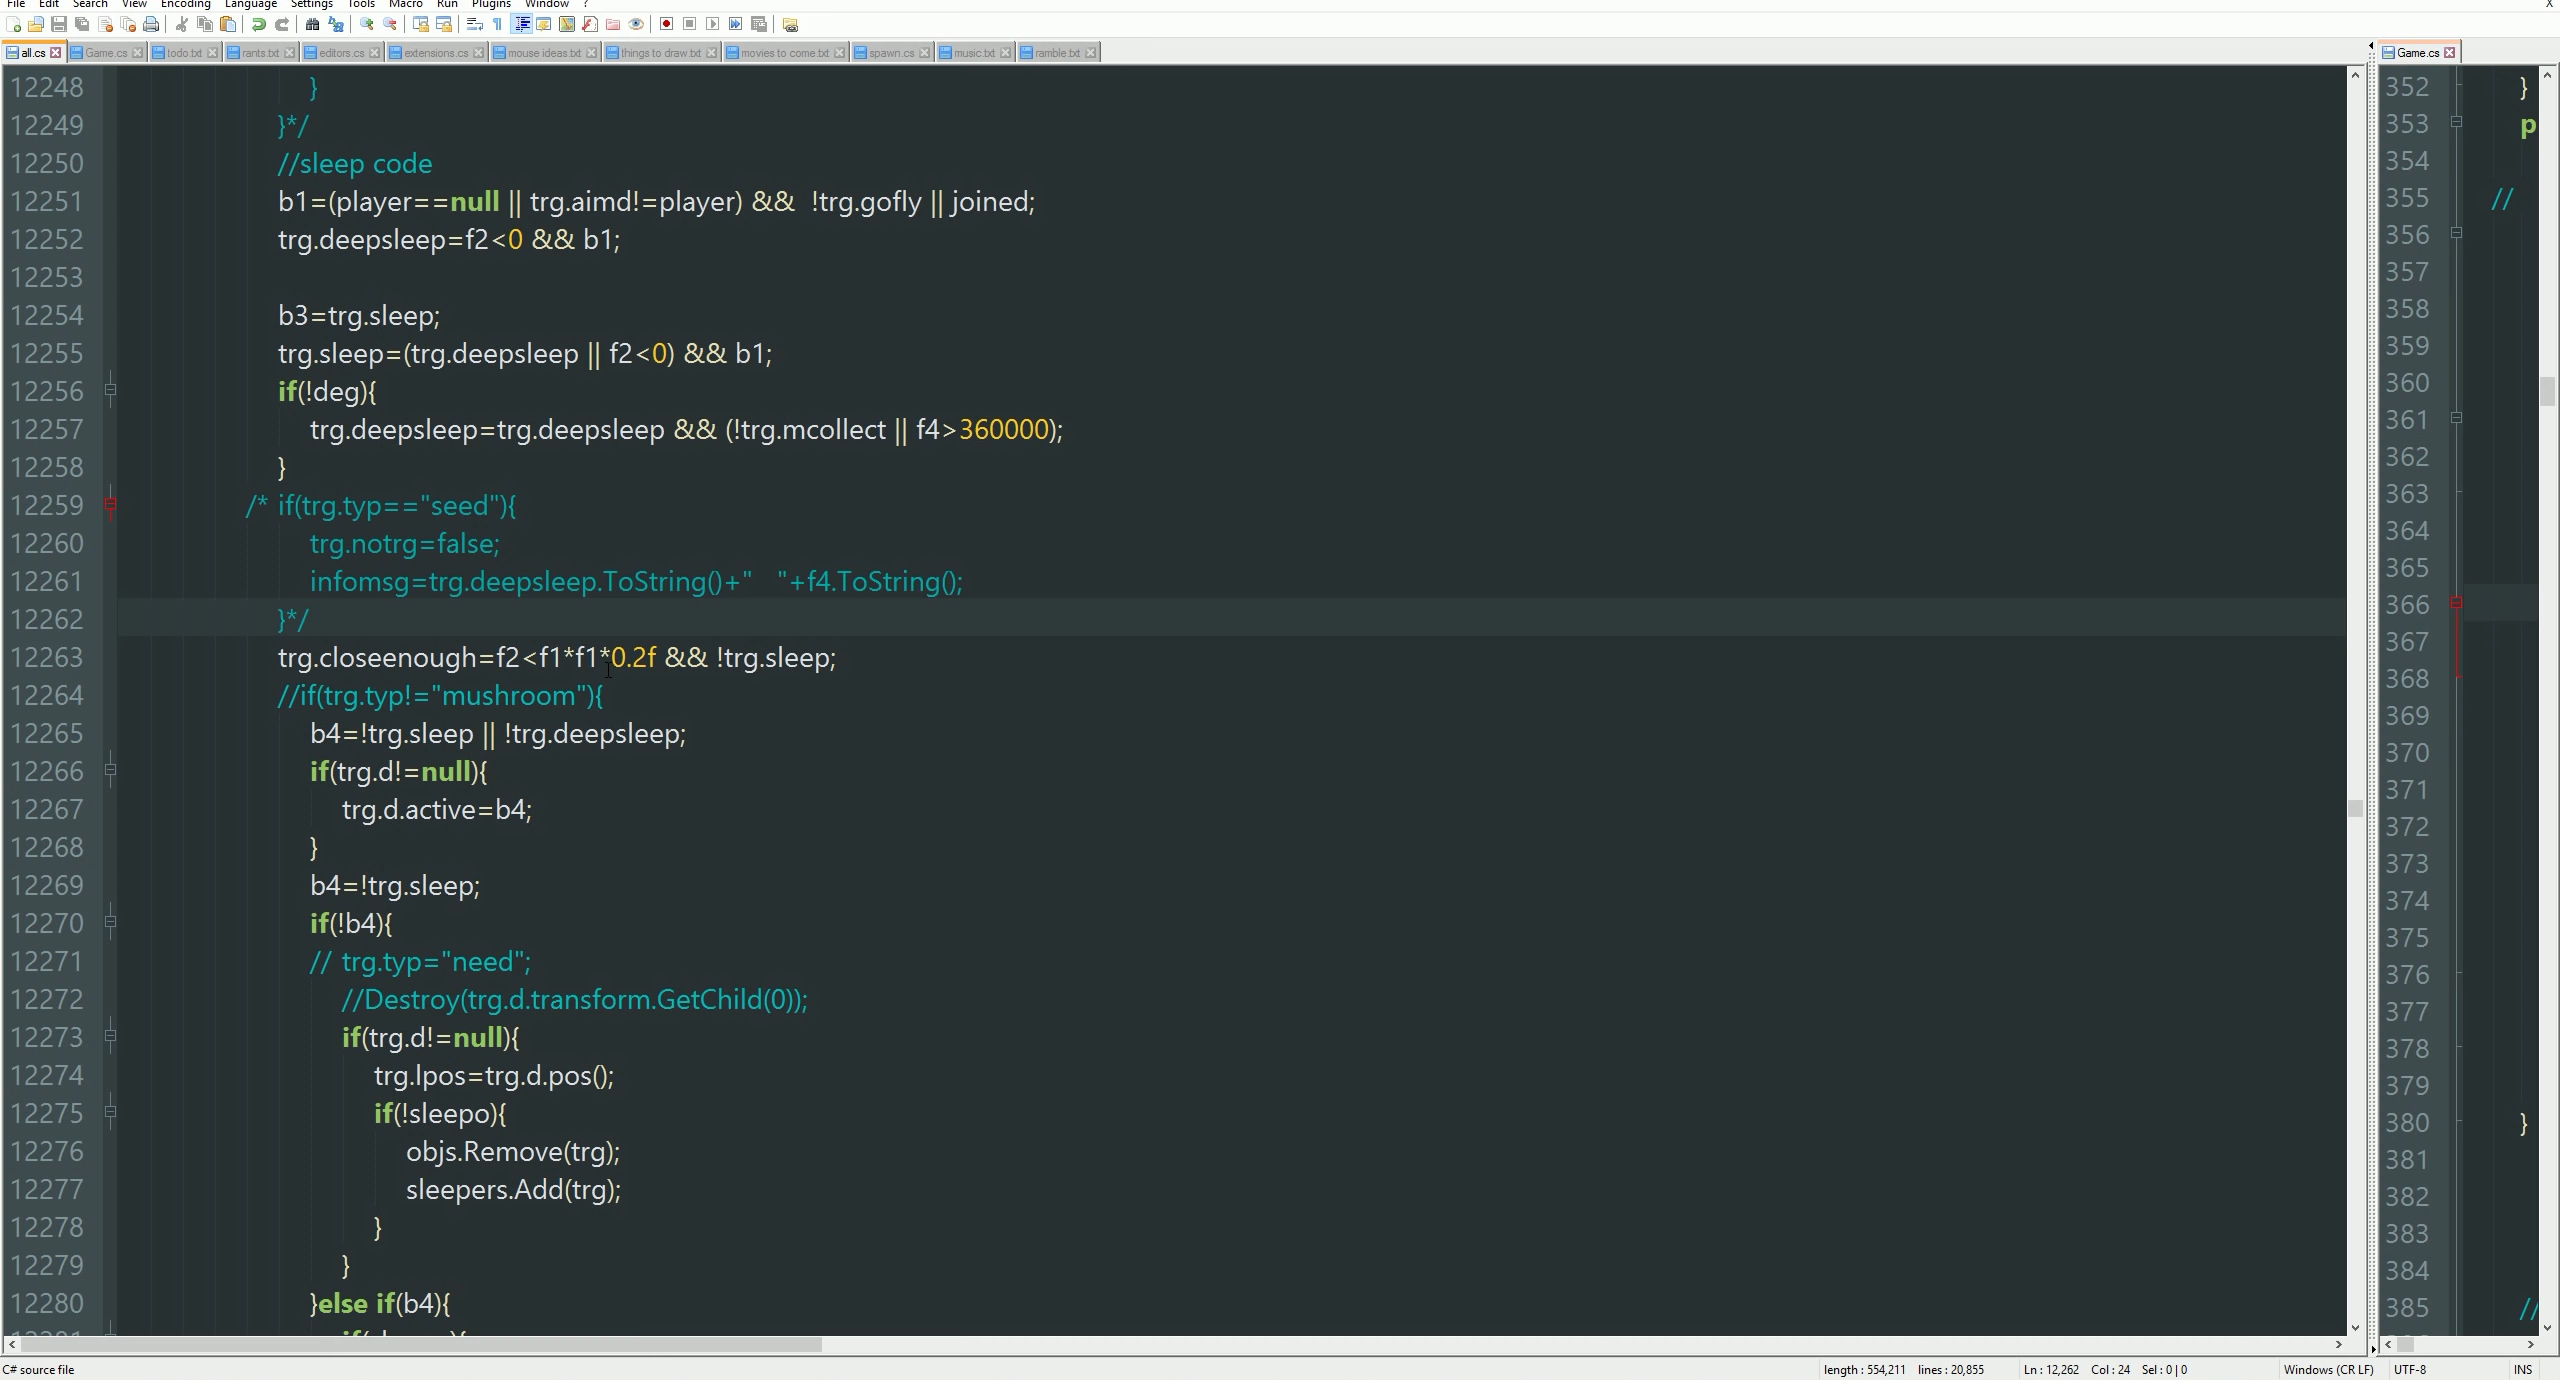 File Edit Search View Encoding Language Settings Tools Macro Run Plugins Window ? X
all.cs Game.cs todo.txt rants.txt editors.cs extensions.cs mouse ideas.txt things to draw.txt movies to come.txt spawn.cs music.txt ramble.txt
12248 }
12249 }*/
12250 //sleep code
12251 b1=(player==null || trg.aimd!=player) &&  !trg.gofly || joined;
12252 trg.deepsleep=f2<0 && b1;
12253
12254 b3=trg.sleep;
12255 trg.sleep=(trg.deepsleep || f2<0) && b1;
12256 if(!deg){
12257 trg.deepsleep=trg.deepsleep && (!trg.mcollect || f4>360000);
12258 }
12259 /* if(trg.typ=="seed"){
12260 trg.notrg=false;
12261 infomsg=trg.deepsleep.ToString()+"   "+f4.ToString();
12262 }*/
12263 trg.closeenough=f2<f1*f1*0.2f && !trg.sleep;
12264 //if(trg.typ!="mushroom"){
12265 b4=!trg.sleep || !trg.deepsleep;
12266 if(trg.d!=null){
12267 trg.d.active=b4;
12268 }
12269 b4=!trg.sleep;
12270 if(!b4){
12271 // trg.typ="need";
12272 //Destroy(trg.d.transform.GetChild(0));
12273 if(trg.d!=null){
12274 trg.lpos=trg.d.pos();
12275 if(!sleepo){
12276 objs.Remove(trg);
12277 sleepers.Add(trg);
12278 }
12279 }
12280 }else if(b4){
Game.cs
352 }
353 p
354
355 //
356
357
358
359
360
361
362
363
364
365
366
367
368
369
370
371
372
373
374
375
376
377
378
379
380 }
381
382
383
384
385 //
C# source file length : 554,211 lines : 20,855 Ln : 12,262 Col : 24 Sel : 0 | 0 Windows (CR LF) UTF-8 INS